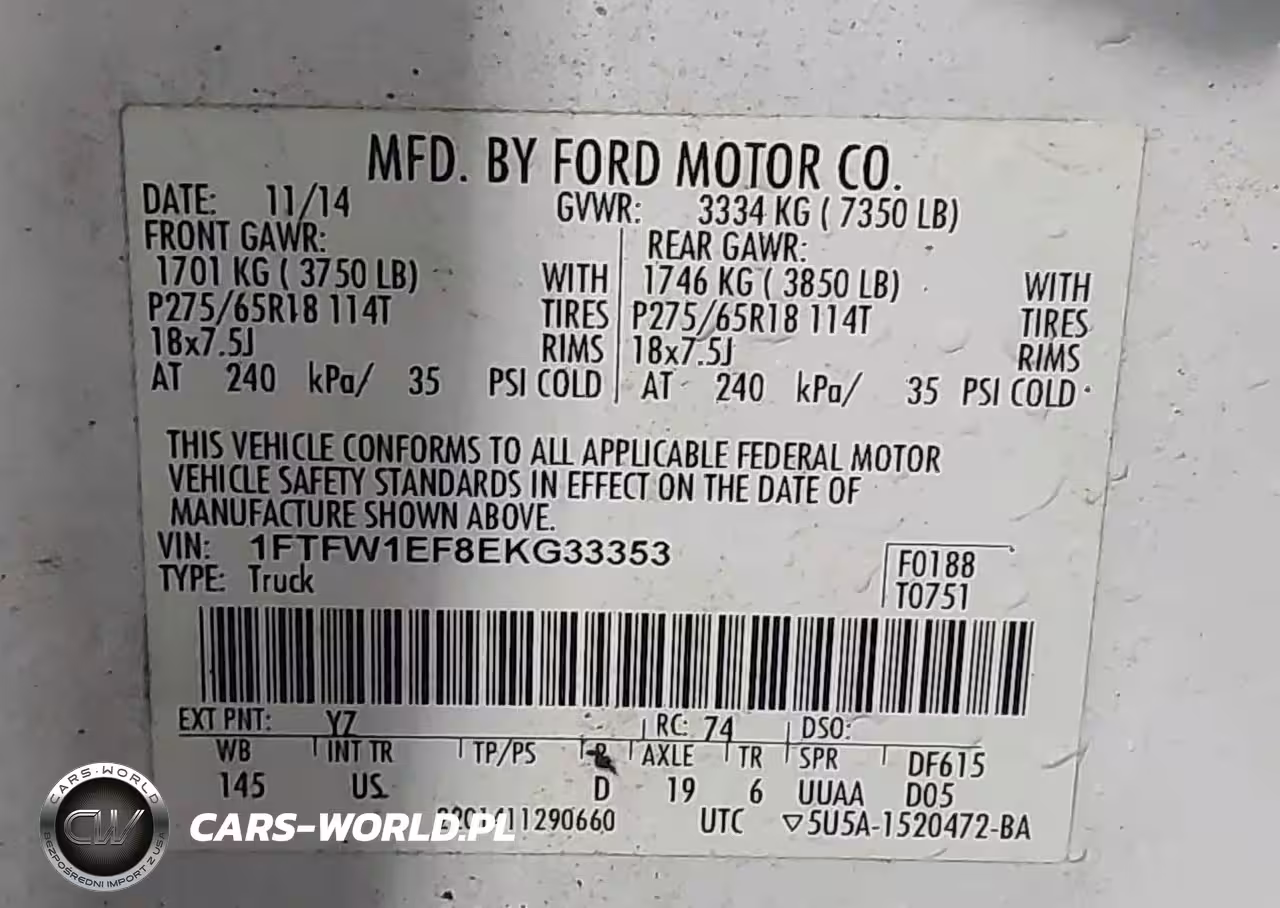 MFD. BY FORD MOTOR CO.
DATE: 11/14 GVWR: 3334 KG ( 7350 LB)
FRONT GAWR: REAR GAWR:
1701 KG ( 3750 LB) WITH 1746 KG ( 3850 LB) WITH
P275/65R18 114T TIRES P275/65R18 114T TIRES
18x7.5J RIMS 18x7.5J RIMS
AT 240 kPa/ 35 PSI COLD AT 240 kPa/ 35 PSI COLD
THIS VEHICLE CONFORMS TO ALL APPLICABLE FEDERAL MOTOR
VEHICLE SAFETY STANDARDS IN EFFECT ON THE DATE OF
MANUFACTURE SHOWN ABOVE.
VIN: 1FTFW1EF8EKG33353 F0188
TYPE: Truck T0751
EXT PNT: YZ RC: 74 DSO:
WB INT TR TP/PS R AXLE TR SPR DF615
145 US D 19 6 UUAA D05
UTC ▽5U5A-1520472-BA
CARS-WORLD
CW
BEZPOŚREDNI IMPORT Z USA
CARS-WORLD.PL